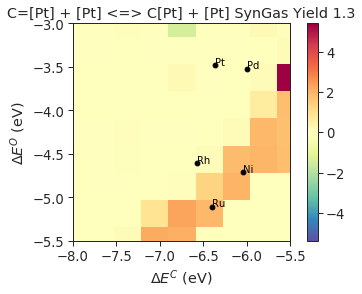 C=[Pt] + [Pt] <=> C[Pt] + [Pt] SynGas Yield 1.3
−3.0
−3.5
−4.0
−4.5
−5.0
−5.5
ΔE^O (eV)
Pt
Pd
Rh
Ni
Ru
−8.0
−7.5
−7.0
−6.5
−6.0
−5.5
ΔE^C (eV)
4
2
0
−2
−4